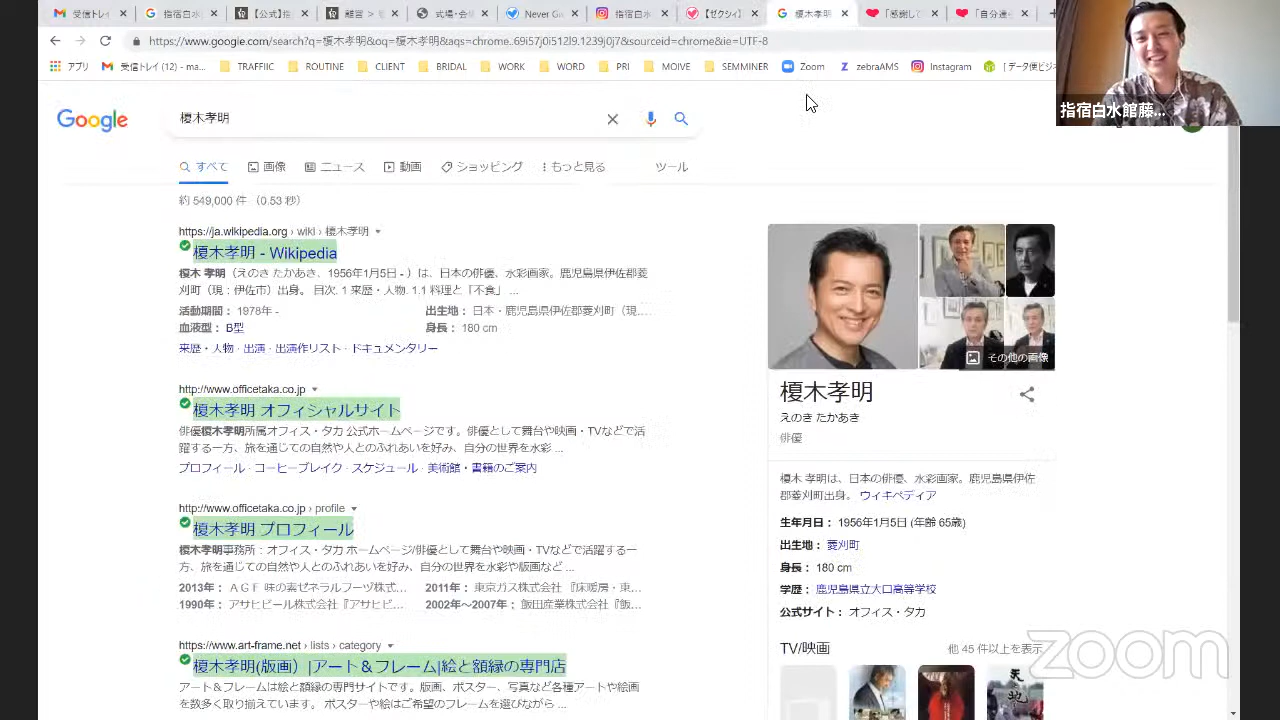 受信トレイ
指宿白水
【公式】指
融資 > 
式場・会
Never Giv
指宿白水
【ゼクシィ】
榎木孝明
「感謝して
「自分達
https://www.google.com/search?q=榎木孝明&oq=榎木孝明&aqs=chrome..69i57j0i512l9.1239j0j7&sourceid=chrome&ie=UTF-8
アプリ
受信トレイ (12) - ma...
TRAFFIC
ROUTINE
CLIENT
WORK
WORD
PRI
MOIVE
SEMMINER
Zoom
zebraAMS
Instagram
指宿白水館藤...
Google
榎木孝明
すべて 画像 ニュース 動画 ショッピング もっと見る ツール
約 549,000 件 （0.53 秒）
https://ja.wikipedia.org › wiki › 榎木孝明
榎木孝明 - Wikipedia
榎木 孝明（えのき たかあき、1956年1月5日 - ）は、日本の俳優、水彩画家。鹿児島県伊佐郡菱
刈町（現：伊佐市）出身。 目次. 1 来歴・人物. 1.1 料理と「不食」 ...
活動期間： 1978年 -
出生地： 日本・鹿児島県伊佐郡菱刈町（現...
血液型： B型
身長： 180 cm
来歴・人物 · 出演 · 出演作リスト · ドキュメンタリー
http://www.officetaka.co.jp
榎木孝明 オフィシャルサイト
俳優榎木孝明所属オフィス・タカ 公式ホームページです。俳優として舞台や映画・TVなどで活
躍する一方、旅を通じての自然や人とのふれあいを好み、自分の世界を水彩 ...
プロフィール · コーヒーブレイク · スケジュール · 美術館・書籍のご案内
http://www.officetaka.co.jp › profile
榎木孝明 プロフィール
榎木孝明事務所：オフィス・タカ ホームページ/俳優として舞台や映画・TVなどで活躍する一
方、旅を通じての自然や人とのふれあいを好み、自分の世界を水彩や版画など ...
2013年： ＡＧＦ 味の素ゼネラルフーヅ株式...
2011年： 東京ガス株式会社 『床暖房・東...
1990年： アサヒビール株式会社『アサヒビ...
2002年～2007年： 飯田産業株式会社『飯...
https://www.art-frame.net › lists › category
榎木孝明(版画）|アート＆フレーム|絵と額縁の専門店
アート＆フレームは絵と額縁の専門サイトです。版画、ポスター、写真など各種アートや絵画
を数多く取り揃えています。ポスターや絵はご希望のフレームを選びながら ...
その他の画像
榎木孝明
えのき たかあき
俳優
榎木 孝明は、日本の俳優、水彩画家。鹿児島県伊佐
郡菱刈町出身。 ウィキペディア
生年月日： 1956年1月5日 (年齢 65歳)
出生地： 菱刈町
身長： 180 cm
学歴： 鹿児島県立大口高等学校
公式サイト： オフィス・タカ
TV/映画
他 45 件以上を表示
天と地
zoom